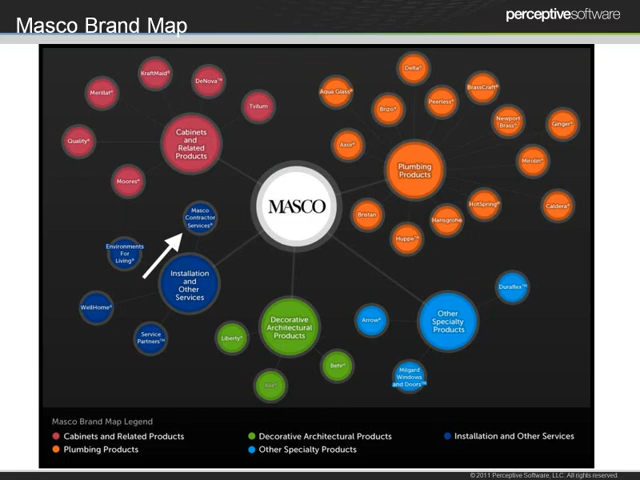 Masco Brand Map
perceptivesoftware
KraftMaid®
DeNova™
Merillat®
Tvilum
Quality®
Cabinets
and
Related
Products
Moores®
Delta®
Aqua Glass®
Brizo®
Peerless®
BrassCraft®
Newport
Brass®
Ginger®
Axor®
Plumbing
Products
Mirolin®
Bristan
Hansgrohe
HotSpring®
Caldera®
Huppe™
MASCO
Masco
Contractor
Services®
Environments
For
Living®
Installation
and
Other
Services
WellHome®
Service
Partners™
Decorative
Architectural
Products
Liberty®
Behr®
Other
Specialty
Products
Duraflex™
Arrow®
Milgard
Windows
and Doors™
Masco Brand Map Legend
Cabinets and Related Products
Decorative Architectural Products
Installation and Other Services
Plumbing Products
Other Specialty Products
© 2011 Perceptive Software, LLC. All rights reserved